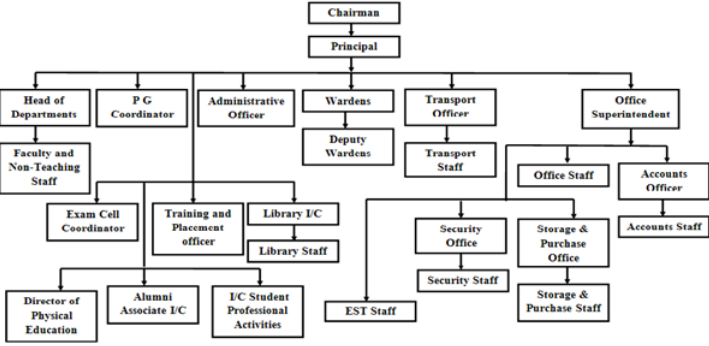 Chairman
Principal
Head of
Departments
P G
Coordinator
Administrative
Officer
Wardens
Transport
Officer
Office
Superintendent
Faculty and
Non-Teaching
Staff
Deputy
Wardens
Transport
Staff
Office Staff
Accounts
Officer
Exam Cell
Coordinator
Training and
Placement
officer
Library I/C
Library Staff
Security
Office
Storage &
Purchase
Office
Accounts Staff
Security Staff
Director of
Physical
Education
Alumni
Associate I/C
I/C Student
Professional
Activities
EST Staff
Storage &
Purchase Staff